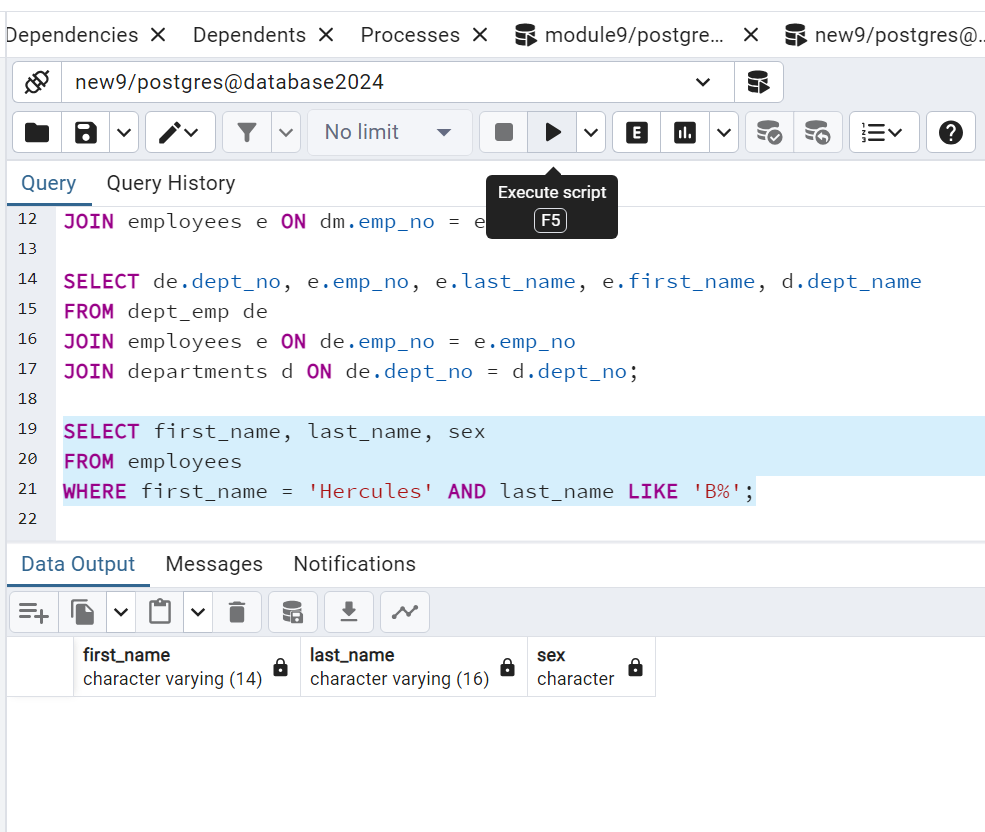 Dependencies Dependents Processes module9/postgre... new9/postgres@...
new9/postgres@database2024
No limit E
Query Query History
Execute script
F5
12 JOIN employees e ON dm.emp_no = e
13
14 SELECT de.dept_no, e.emp_no, e.last_name, e.first_name, d.dept_name
15 FROM dept_emp de
16 JOIN employees e ON de.emp_no = e.emp_no
17 JOIN departments d ON de.dept_no = d.dept_no;
18
19 SELECT first_name, last_name, sex
20 FROM employees
21 WHERE first_name = 'Hercules' AND last_name LIKE 'B%';
22
Data Output Messages Notifications
first_name last_name sex
character varying (14) character varying (16) character